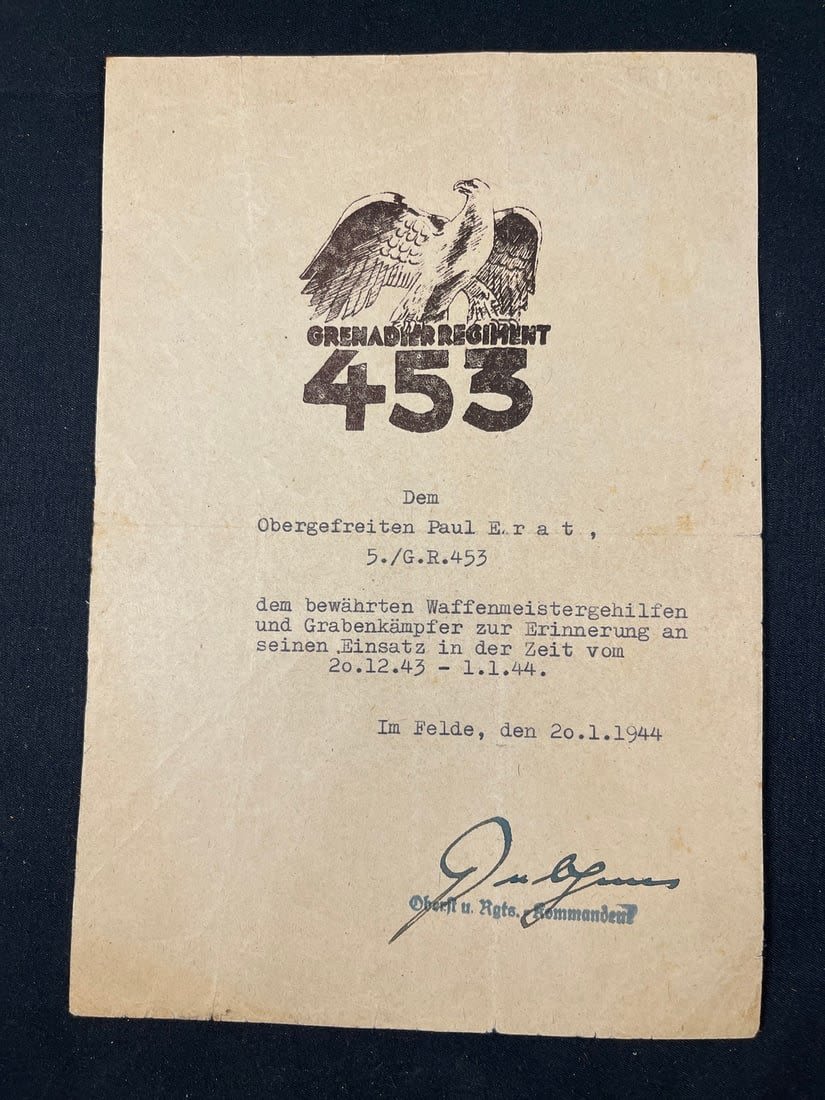 GRENADIER REGIMENT
453
Dem
Obergefreiten Paul E r a t ,
5./G.R.453
dem bewährten Waffenmeistergehilfen
und Grabenkämpfer zur Erinnerung an
seinen Einsatz in der Zeit vom
20.12.43 - 1.1.44.
Im Felde, den 20.1.1944
Oberst u. Rgts.-Kommandeur